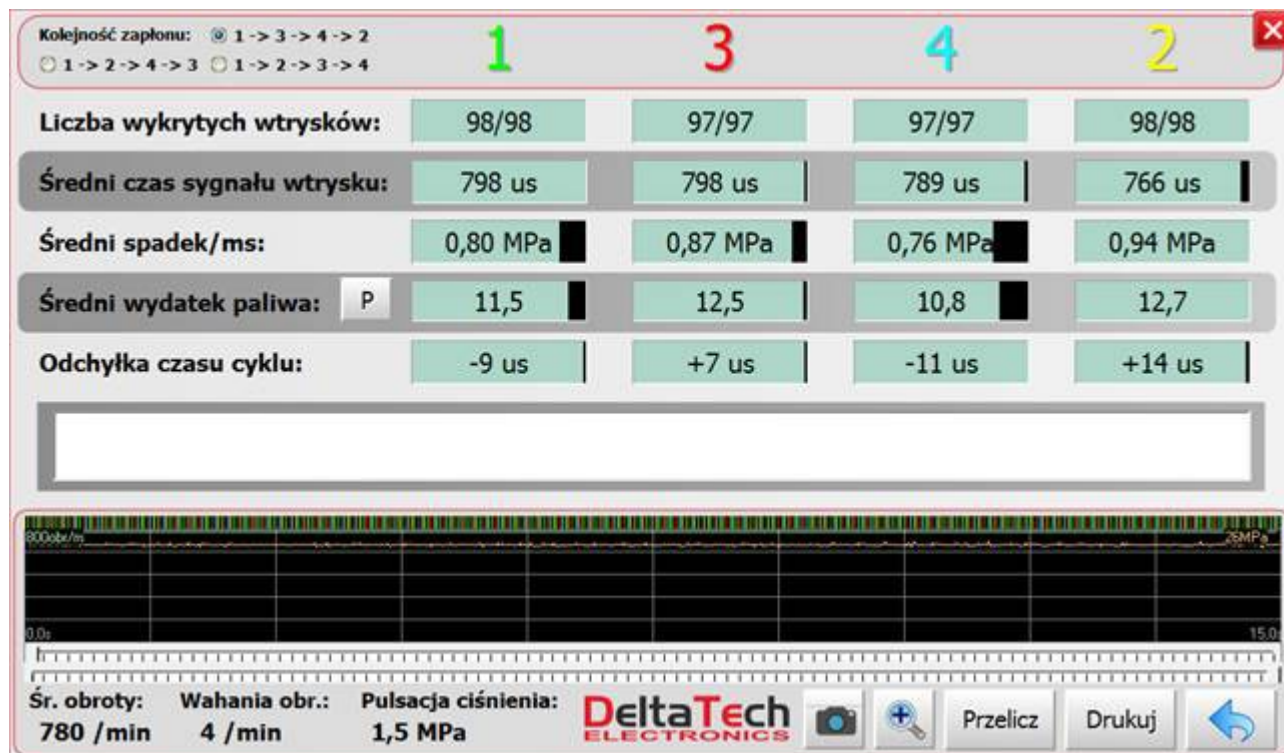 Kolejność zapłonu: 1 -> 3 -> 4 -> 2
1 -> 2 -> 4 -> 3 1 -> 2 -> 3 -> 4
1 3 4 2
Liczba wykrytych wtrysków: 98/98 97/97 97/97 98/98
Średni czas sygnału wtrysku: 798 us 798 us 789 us 766 us
Średni spadek/ms: 0,80 MPa 0,87 MPa 0,76 MPa 0,94 MPa
Średni wydatek paliwa: P 11,5 12,5 10,8 12,7
Odchyłka czasu cyklu: -9 us +7 us -11 us +14 us
800obr/m 26MPa
0.0s 15.0
Śr. obroty: Wahania obr.: Pulsacja ciśnienia:
780 /min 4 /min 1,5 MPa
DeltaTech
ELECTRONICS
Przelicz Drukuj